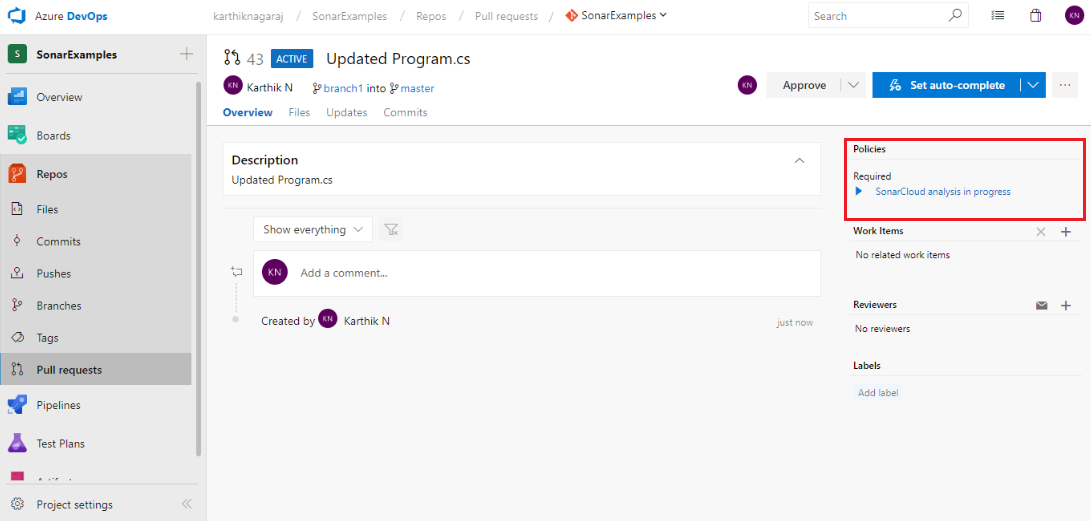 Azure DevOps
karthiknagaraj / SonarExamples / Repos / Pull requests / SonarExamples
Search
KN
S SonarExamples
Overview
Boards
Repos
Files
Commits
Pushes
Branches
Tags
Pull requests
Pipelines
Test Plans
Project settings
43 ACTIVE Updated Program.cs
KN Karthik N branch1 into master
KN Approve Set auto-complete
Overview Files Updates Commits
Description
Updated Program.cs
Show everything
KN Add a comment...
Created by KN Karthik N just now
Policies
Required
SonarCloud analysis in progress
Work Items
No related work items
Reviewers
No reviewers
Labels
Add label